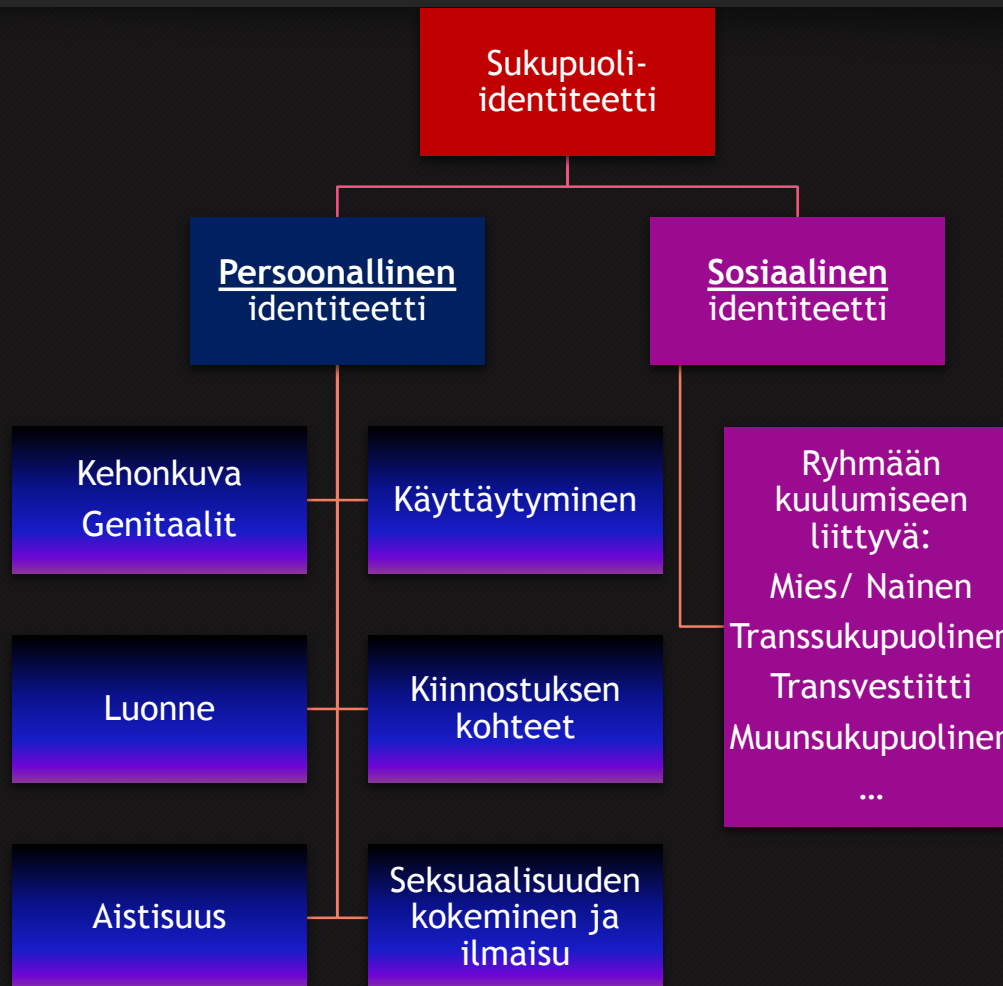 Sukupuoli-
identiteetti
Persoonallinen
identiteetti
Sosiaalinen
identiteetti
Kehonkuva
Genitaalit
Käyttäytyminen
Luonne
Kiinnostuksen
kohteet
Aistisuus
Seksuaalisuuden
kokeminen ja
ilmaisu
Ryhmään
kuulumiseen
liittyvä:
Mies/ Nainen
Transsukupuolinen
Transvestiitti
Muunsukupuolinen
…